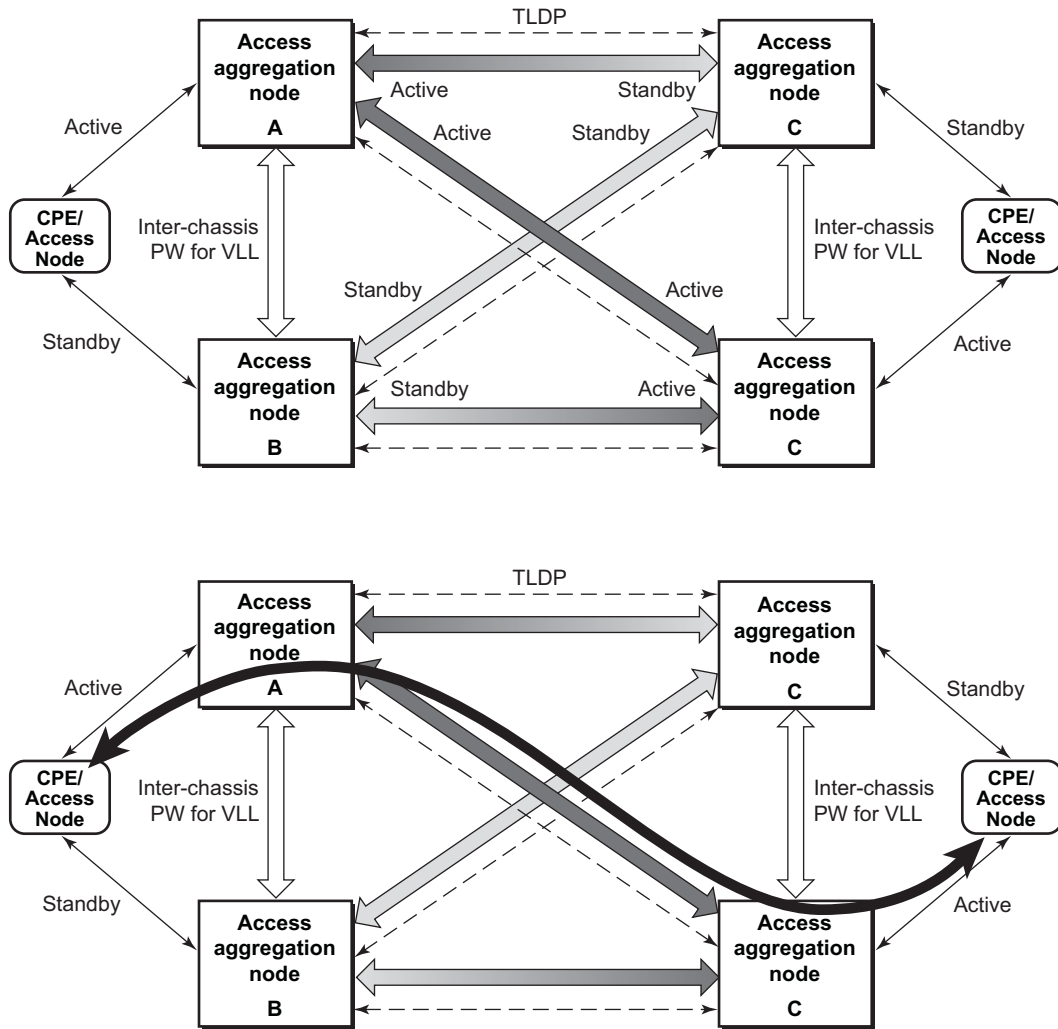 TLDP
Access
aggregation
node
A
Access
aggregation
node
C
Active
Standby
Active
Active
Standby
Standby
CPE/
Access
Node
Inter-chassis
PW for VLL
Inter-chassis
PW for VLL
CPE/
Access
Node
Standby
Active
Standby
Active
Access
aggregation
node
B
Access
aggregation
node
C
Standby
Active
TLDP
Access
aggregation
node
A
Access
aggregation
node
C
Active
Standby
CPE/
Access
Node
Inter-chassis
PW for VLL
Inter-chassis
PW for VLL
CPE/
Access
Node
Standby
Active
Access
aggregation
node
B
Access
aggregation
node
C